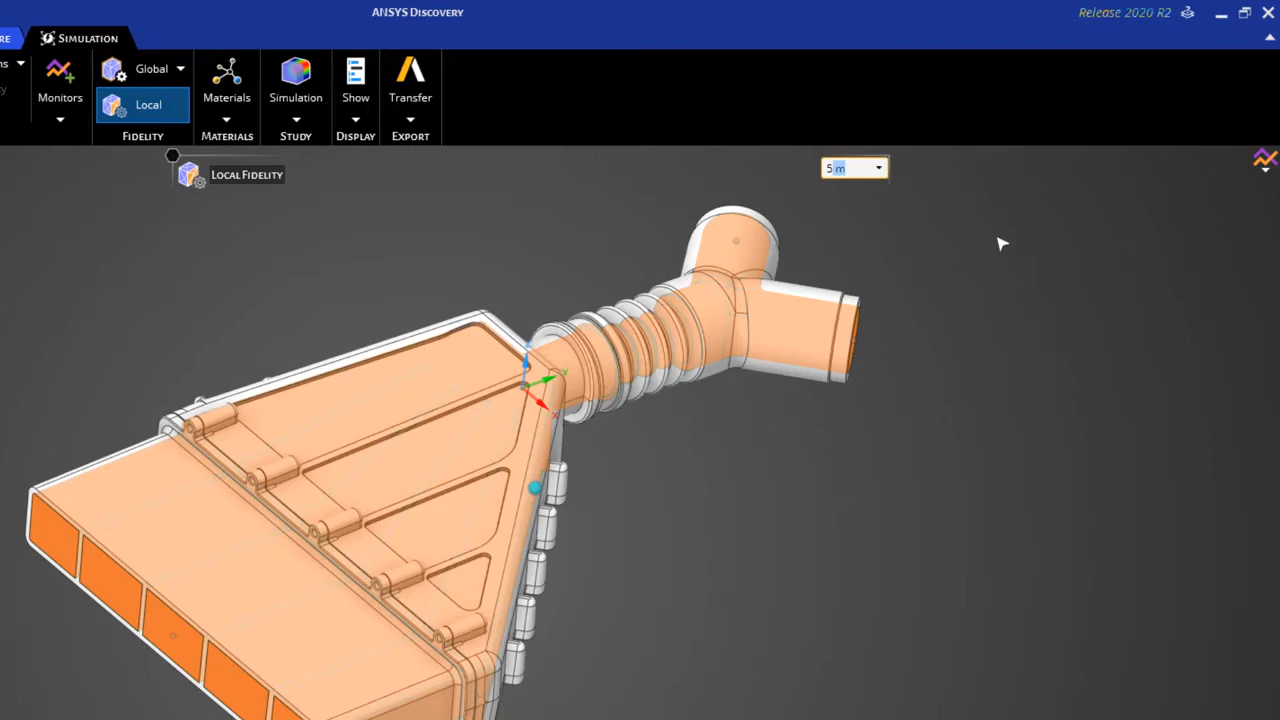 ANSYS Discovery
Release 2020 R2
RE
Simulation
ns
Monitors
Global
Local
Fidelity
Materials
Materials
Simulation
Study
Show
Display
Transfer
Export
Local Fidelity
5 m
Z
Y
X